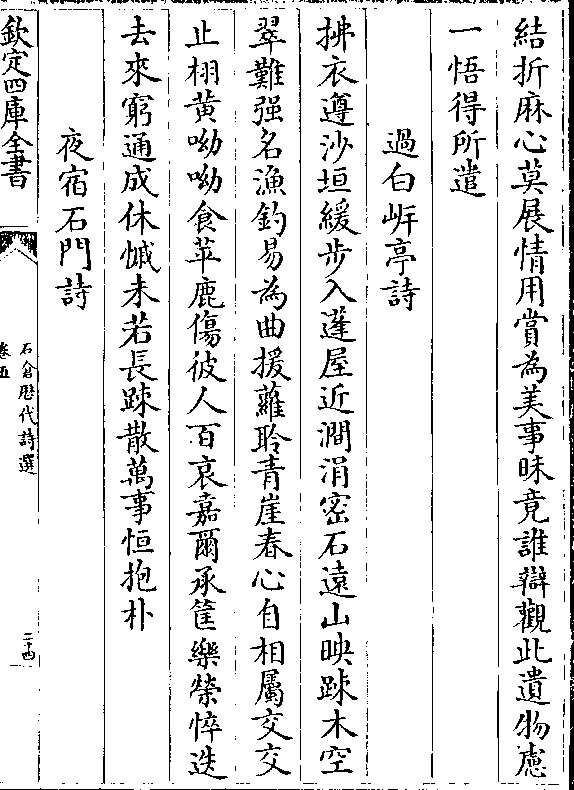 結折麻心莫展情用賞為美事昧竟誰辯觀此遺物慮
一悟得所遣
過白岸亭詩
拂衣遵沙垣緩步入蓬屋近澗涓密石遠山映踈木空
翠難强名漁釣易為曲援蘿聆青崖春心自相屬交交
止栩黄呦呦食苹鹿傷彼人百哀嘉爾承筐樂榮悴迭
去來窮通成休慽未若長踈散萬事恒抱朴
夜宿石門詩
欽定四庫全書
石倉歴代詩選
卷五
二十四